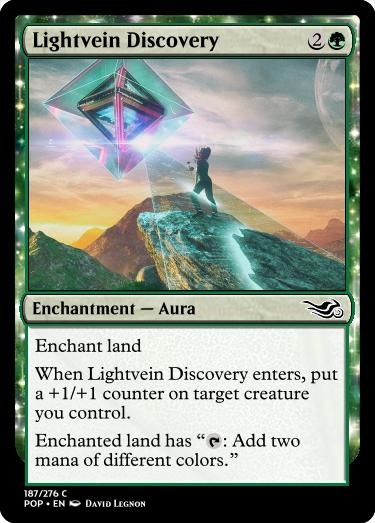 Lightvein Discovery 2
Enchantment — Aura
Enchant land
When Lightvein Discovery enters, put
a +1/+1 counter on target creature
you control.
Enchanted land has “: Add two
mana of different colors.”
187/276 C
POP • EN DAVID LEGNON